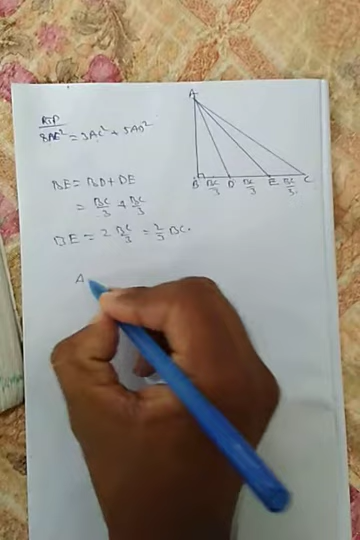 RTP
8AE² = 3AC² + 5AD²
BE = BD + DE
= BC/3 + BC/3
BE = 2 BC/3 = 2/3 BC.
A
A
B BC/3 D BC/3 E BC/3 C